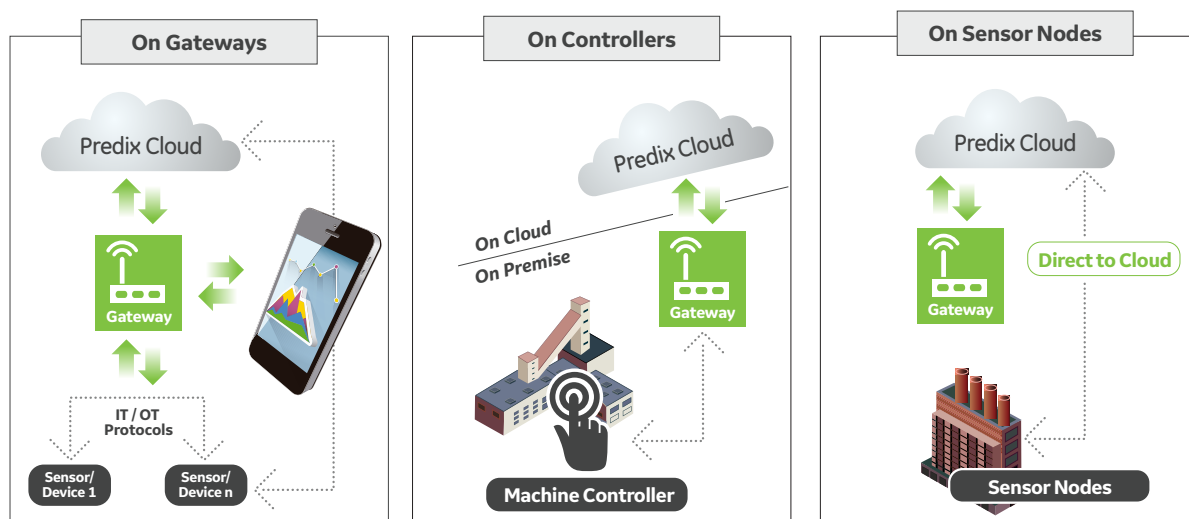 On Gateways
Predix Cloud
Gateway
IT / OT
Protocols
Sensor/
Device 1
Sensor/
Device n
On Controllers
Predix Cloud
On Cloud
On Premise
Gateway
Machine Controller
On Sensor Nodes
Predix Cloud
Gateway
Direct to Cloud
Sensor Nodes